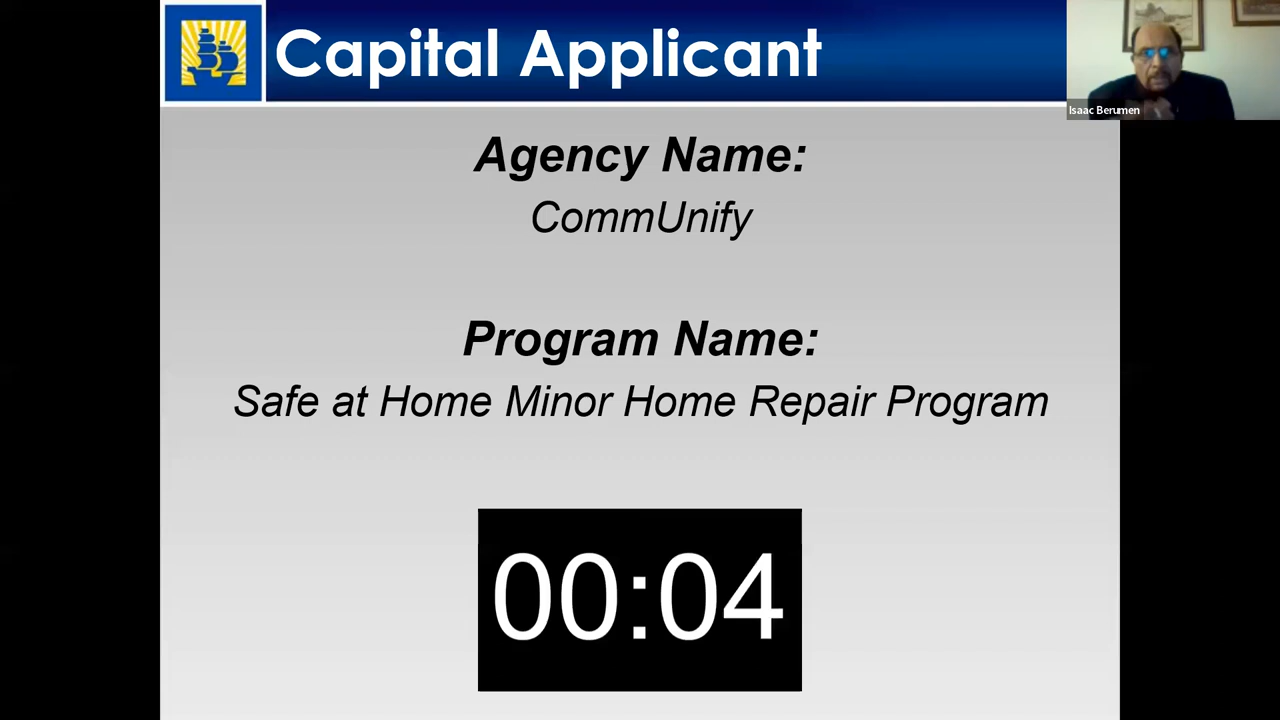 Capital Applicant
Isaac Berumen
Agency Name:
CommUnify
Program Name:
Safe at Home Minor Home Repair Program
00:04